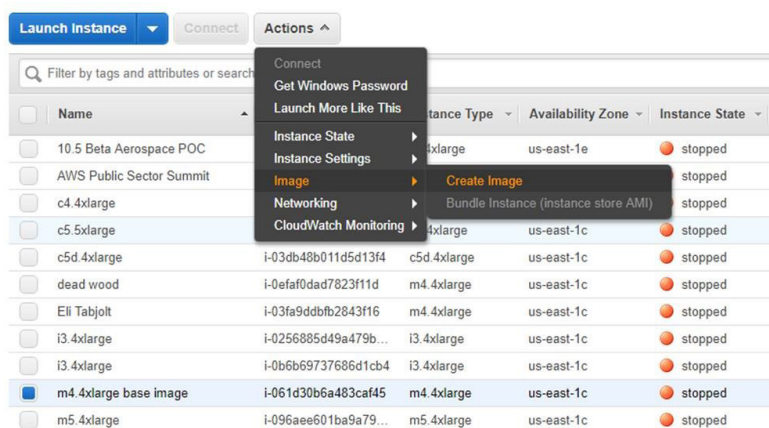 Launch Instance Connect Actions
Filter by tags and attributes or search
Connect
Get Windows Password
Launch More Like This
Instance State
Instance Settings
Image
Networking
CloudWatch Monitoring
Create Image
Bundle Instance (instance store AMI)
Name Instance Type Availability Zone Instance State
10.5 Beta Aerospace POC 4xlarge us-east-1e stopped
AWS Public Sector Summit stopped
c4.4xlarge stopped
c5.5xlarge 4xlarge us-east-1c stopped
c5d.4xlarge i-03db48b011d5d13f4 c5d.4xlarge us-east-1c stopped
dead wood i-0efaf0dad7823f11d m4.4xlarge us-east-1c stopped
Eli Tabjolt i-03fa9ddbfb2843f16 m4.4xlarge us-east-1c stopped
i3.4xlarge i-0256885d49a479b... i3.4xlarge us-east-1c stopped
i3.4xlarge i-0b6b69737686d1cb4 i3.4xlarge us-east-1c stopped
m4.4xlarge base image i-061d30b6a483caf45 m4.4xlarge us-east-1c stopped
m5.4xlarge i-096aee601ba9a79... m5.4xlarge us-east-1c stopped